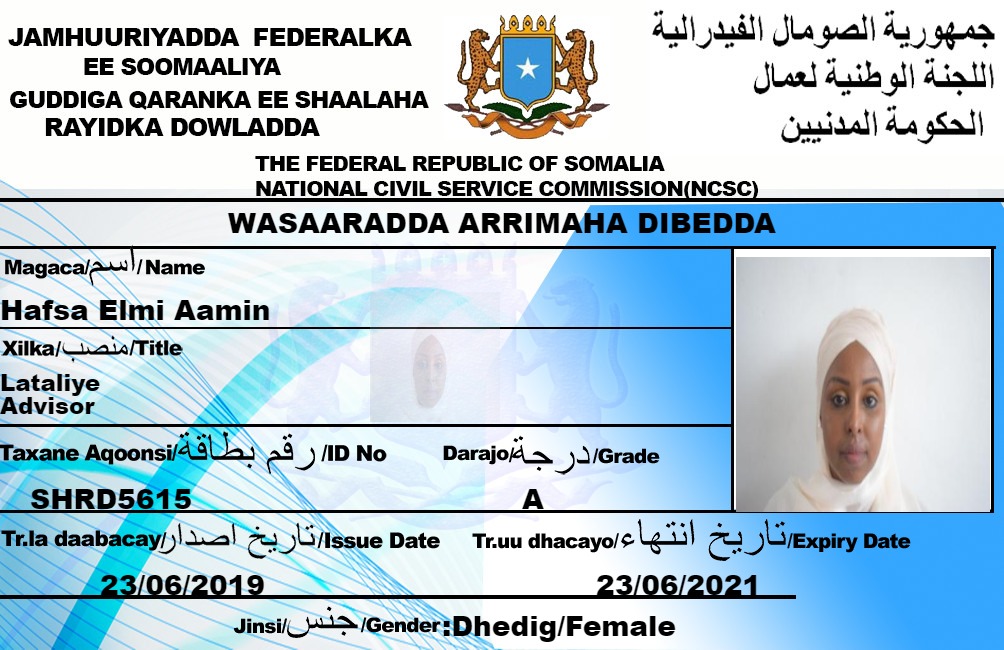 JAMHUURIYADDA FEDERALKA
EE SOOMAALIYA
GUDDIGA QARANKA EE SHAALAHA
RAYIDKA DOWLADDA
جمهورية الصومال الفيدرالية
اللجنة الوطنية لعمال
الحكومة المدنيين
THE FEDERAL REPUBLIC OF SOMALIA
NATIONAL CIVIL SERVICE COMMISSION(NCSC)
WASAARADDA ARRIMAHA DIBEDDA
Magaca/اسم/Name
Hafsa Elmi Aamin
Xilka/منصب/Title
Lataliye
Advisor
Taxane Aqoonsi/رقم بطاقة/ID No
SHRD5615
Darajo/درجة/Grade
A
Tr.la daabacay/تاريخ اصدار/Issue Date
23/06/2019
Tr.uu dhacayo/تاريخ انتهاء/Expiry Date
23/06/2021
Jinsi/جنس/Gender:Dhedig/Female